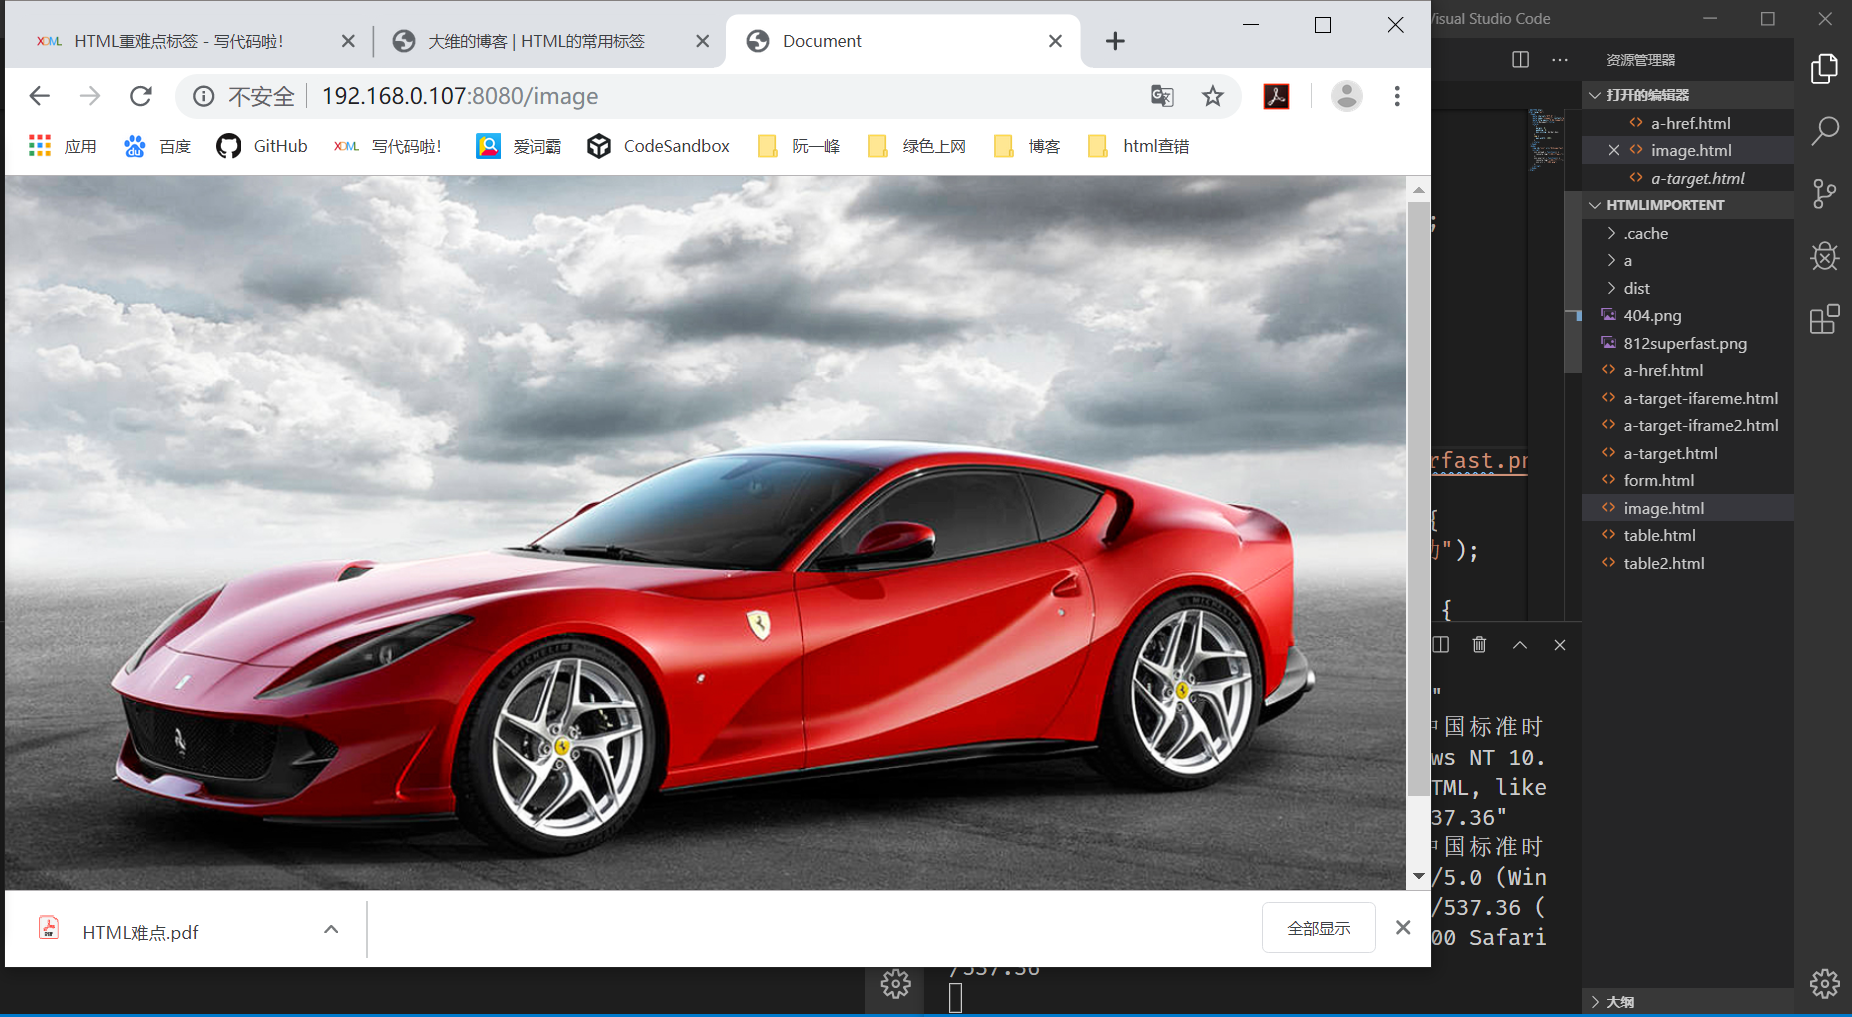 HTML重难点标签 - 写代码啦!
大维的博客 | HTML的常用标签
Document
不安全
192.168.0.107:8080/image
应用
百度
GitHub
XDML
写代码啦!
爱词霸
CodeSandbox
阮一峰
绿色上网
博客
html查错
HTML难点.pdf
全部显示
Visual Studio Code
资源管理器
打开的编辑器
a-href.html
image.html
a-target.html
HTMLIMPORTENT
.cache
a
dist
404.png
812superfast.png
a-href.html
a-target-ifareme.html
a-target-iframe2.html
a-target.html
form.html
image.html
table.html
table2.html
大纲
;
rfast.pn
{
");
{
"
国标准时
ws NT 10.
TML, like
37.36"
国标准时
/5.0 (Win
/537.36 (
00 Safari
/537.36